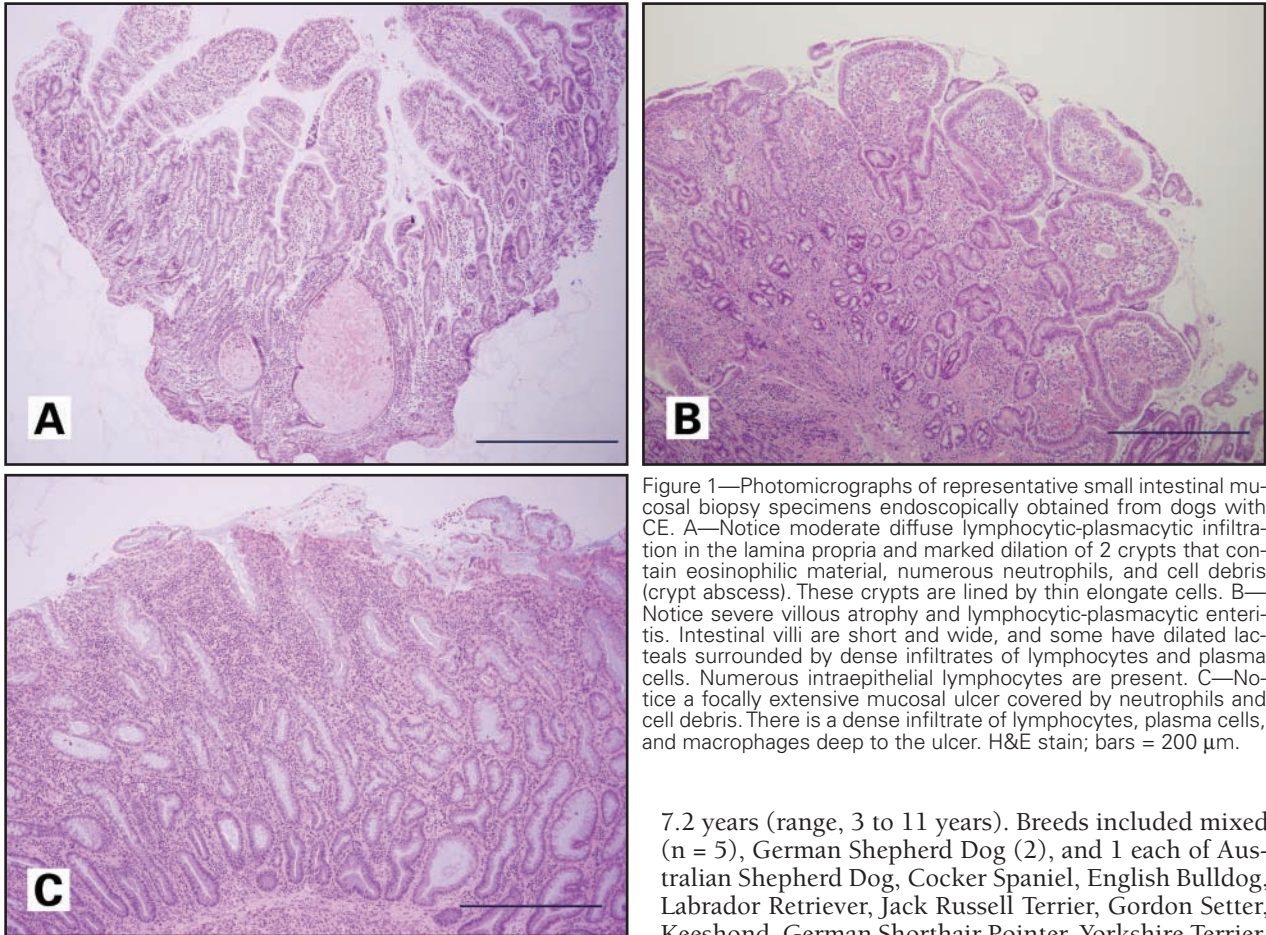 A
B
C
Figure 1—Photomicrographs of representative small intestinal mu-
cosal biopsy specimens endoscopically obtained from dogs with
CE. A—Notice moderate diffuse lymphocytic-plasmacytic infiltra-
tion in the lamina propria and marked dilation of 2 crypts that con-
tain eosinophilic material, numerous neutrophils, and cell debris
(crypt abscess). These crypts are lined by thin elongate cells. B—
Notice severe villous atrophy and lymphocytic-plasmacytic enteri-
tis. Intestinal villi are short and wide, and some have dilated lac-
teals surrounded by dense infiltrates of lymphocytes and plasma
cells. Numerous intraepithelial lymphocytes are present. C—No-
tice a focally extensive mucosal ulcer covered by neutrophils and
cell debris. There is a dense infiltrate of lymphocytes, plasma cells,
and macrophages deep to the ulcer. H&E stain; bars = 200 μm.
7.2 years (range, 3 to 11 years). Breeds included mixed
(n = 5), German Shepherd Dog (2), and 1 each of Aus-
tralian Shepherd Dog, Cocker Spaniel, English Bulldog,
Labrador Retriever, Jack Russell Terrier, Gordon Setter,
Keeshond, German Shorthair Pointer, Yorkshire Terrier,